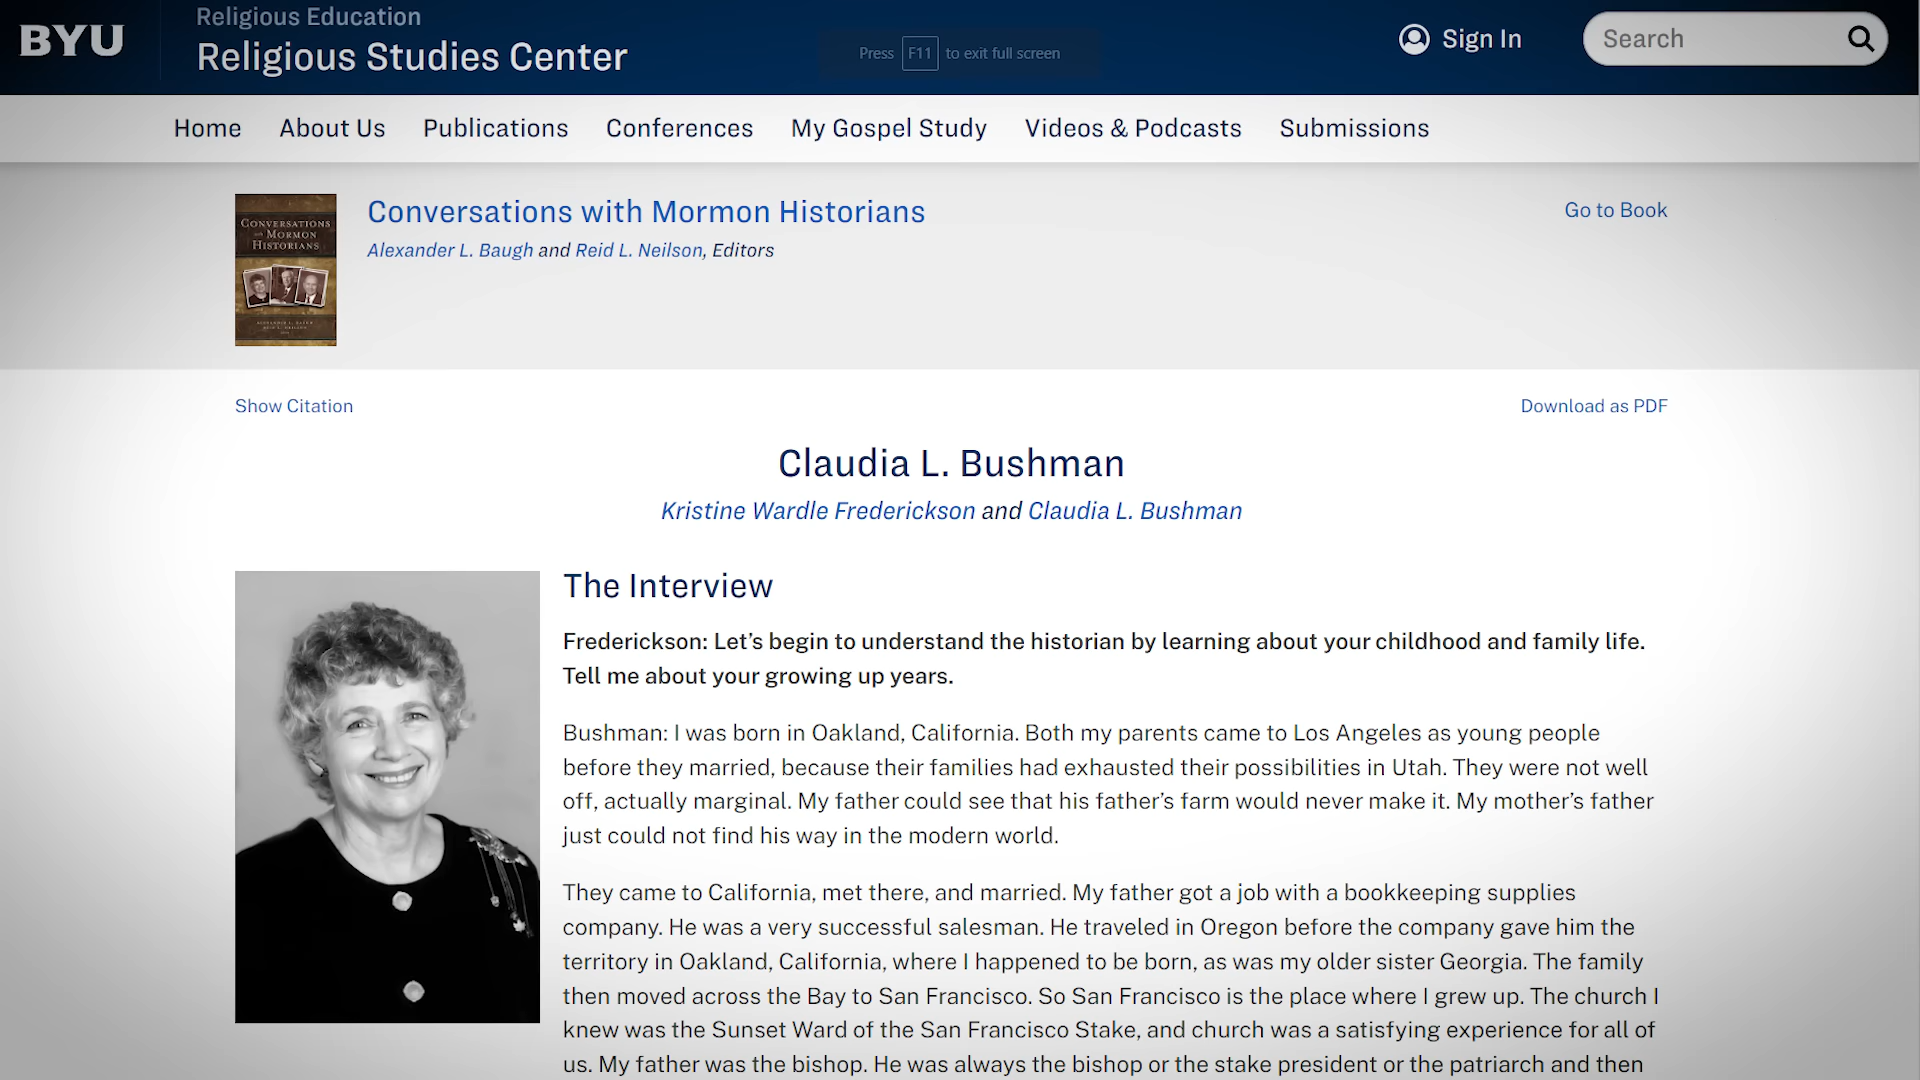 BYU
Religious Education
Religious Studies Center
Press F11 to exit full screen
Sign In
Search
Home About Us Publications Conferences My Gospel Study Videos & Podcasts Submissions
CONVERSATIONS
with MORMON
HISTORIANS
Conversations with Mormon Historians
Alexander L. Baugh and Reid L. Neilson, Editors
Go to Book
Show Citation
Download as PDF
Claudia L. Bushman
Kristine Wardle Frederickson and Claudia L. Bushman
The Interview
Frederickson: Let’s begin to understand the historian by learning about your childhood and family life.
Tell me about your growing up years.
Bushman: I was born in Oakland, California. Both my parents came to Los Angeles as young people
before they married, because their families had exhausted their possibilities in Utah. They were not well
off, actually marginal. My father could see that his father’s farm would never make it. My mother’s father
just could not find his way in the modern world.
They came to California, met there, and married. My father got a job with a bookkeeping supplies
company. He was a very successful salesman. He traveled in Oregon before the company gave him the
territory in Oakland, California, where I happened to be born, as was my older sister Georgia. The family
then moved across the Bay to San Francisco. So San Francisco is the place where I grew up. The church I
knew was the Sunset Ward of the San Francisco Stake, and church was a satisfying experience for all of
us. My father was the bishop. He was always the bishop or the stake president or the patriarch and then